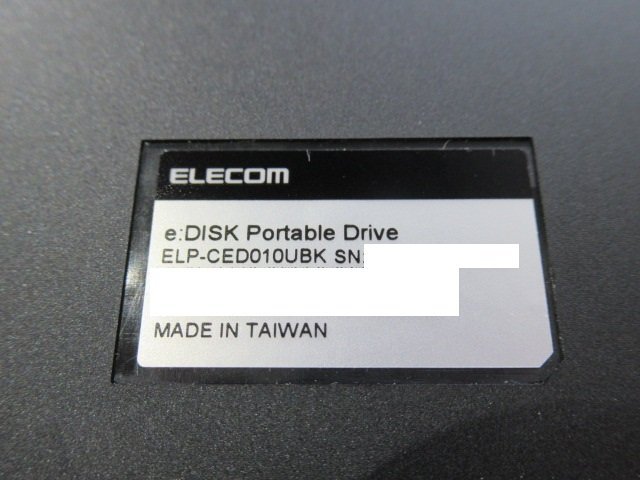 ELECOM
e:DISK Portable Drive
ELP-CED010UBK SN:
MADE IN TAIWAN